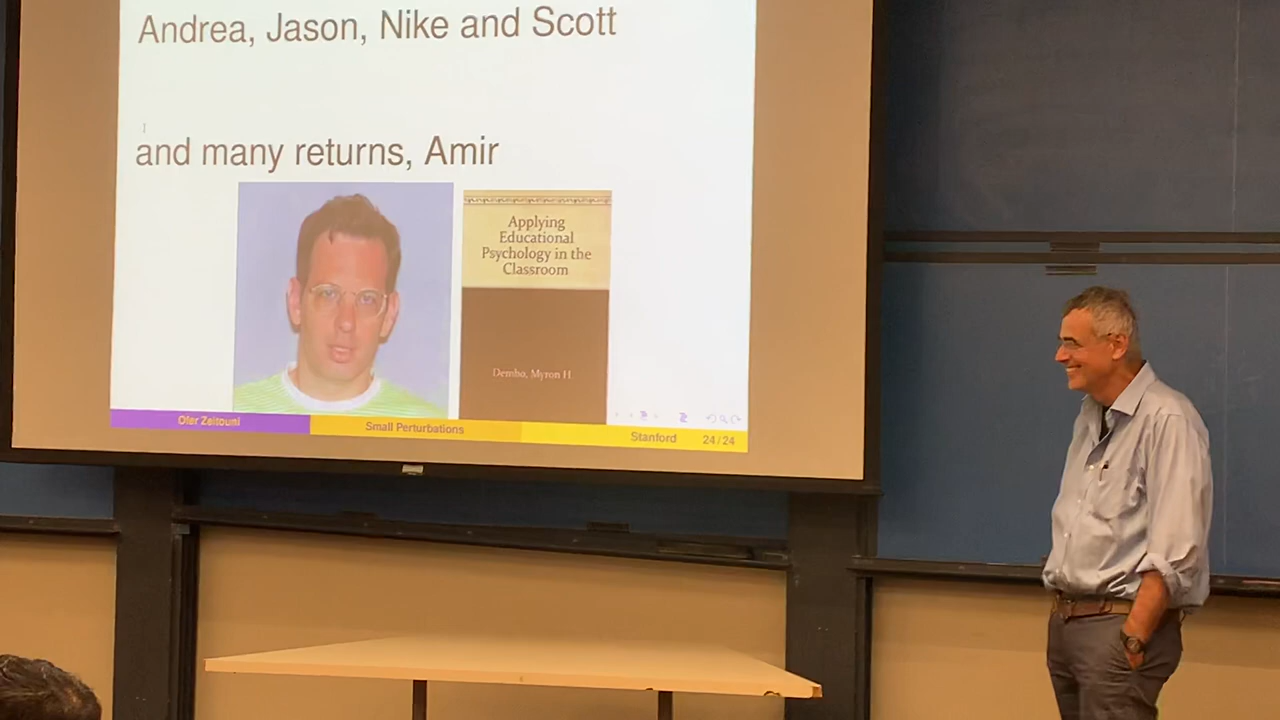 Andrea, Jason, Nike and Scott
and many returns, Amir
Applying
Educational
Psychology in the
Classroom
Dembo, Myron H.
Ofer Zeitouni
Small Perturbations
Stanford
24/24